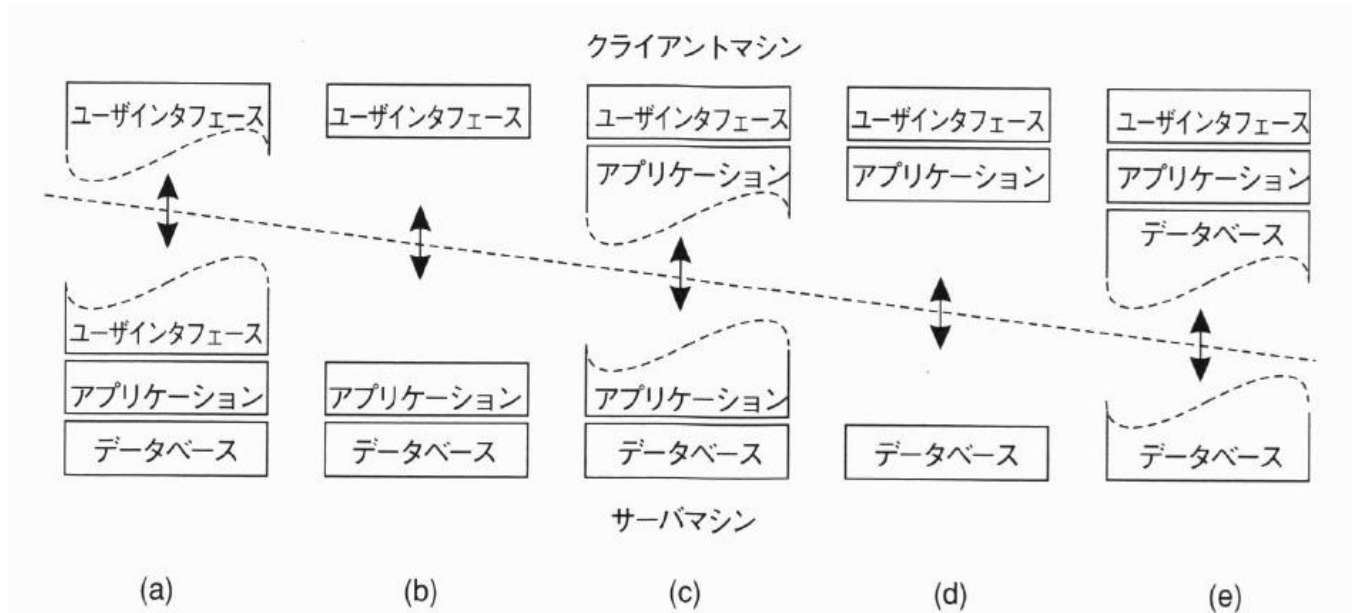 クライアントマシン
ユーザインタフェース ユーザインタフェース ユーザインタフェース ユーザインタフェース ユーザインタフェース
アプリケーション アプリケーション アプリケーション
データベース
ユーザインタフェース
アプリケーション アプリケーション アプリケーション
データベース データベース データベース データベース データベース
サーバマシン
(a) (b) (c) (d) (e)